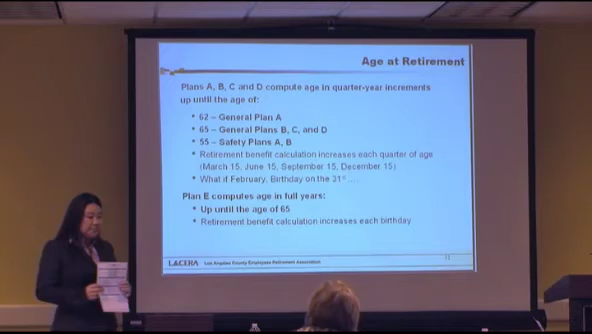 Age at Retirement
Plans A, B, C and D compute age in quarter-year increments
up until the age of:
• 62 – General Plan A
• 65 – General Plans B, C, and D
• 55 – Safety Plans A, B
• Retirement benefit calculation increases each quarter of age
(March 15, June 15, September 15, December 15)
• What if February, Birthday on the 31st ....
Plan E computes age in full years:
• Up until the age of 65
• Retirement benefit calculation increases each birthday
LACERA Los Angeles County Employees Retirement Association